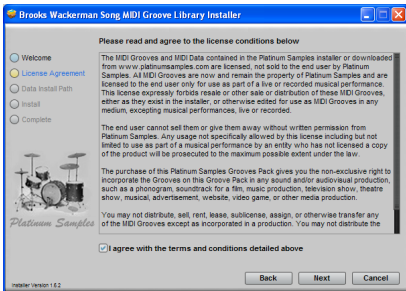 Brooks Wackerman Song MIDI Groove Library Installer
Please read and agree to the license conditions below
Welcome
License Agreement
Data Install Path
Install
Complete
The MIDI Grooves and MIDI Data contained in the Platinum Samples installer or downloaded
from www.platinumsamples.com are licensed, not sold to the end user by Platinum
Samples. All MIDI Grooves are now and remain the property of Platinum Samples and are
licensed to the end user only for use as part of a live or recorded musical performance.
This license expressly forbids resale or other sale or distribution of these MIDI Grooves,
either as they exist in the installer, or otherwise edited for use as MIDI Grooves in any
medium, excepting musical performances, live or recorded.
The end user cannot sell them or give them away without written permission from
Platinum Samples. Any usage not specifically allowed by this license including but not
limited to use as part of a musical performance by an entity who has not licensed a copy
of the product will be prosecuted to the maximum possible extent under the law.
The purchase of this Platinum Samples Grooves Pack gives you the non-exclusive right to
incorporate the Grooves on this Groove Pack in any sound and/or audiovisual production,
such as a phonogram, soundtrack for a film, music production, television show, theatre
show, musical, advertisement, website, video game, or other media production.
You may not distribute, sell, rent, lease, sublicense, assign, or otherwise transfer any
of the MIDI Grooves except as incorporated in a production. You may not distribute the
Platinum Samples
I agree with the terms and conditions detailed above
Back
Next
Cancel
Installer Version 1.6.2